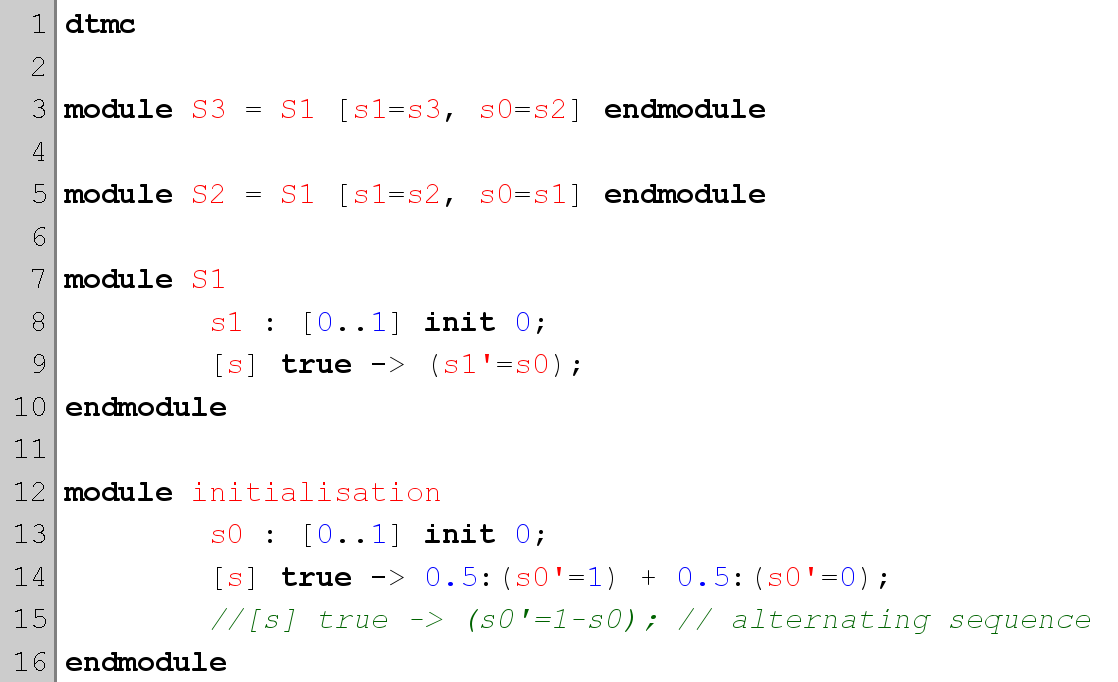 1 dtmc
2
3 module S3 = S1 [s1=s3, s0=s2] endmodule
4
5 module S2 = S1 [s1=s2, s0=s1] endmodule
6
7 module S1
8 s1 : [0..1] init 0;
9 [s] true -> (s1'=s0);
10 endmodule
11
12 module initialisation
13 s0 : [0..1] init 0;
14 [s] true -> 0.5:(s0'=1) + 0.5:(s0'=0);
15 //[s] true -> (s0'=1-s0); // alternating sequence
16 endmodule